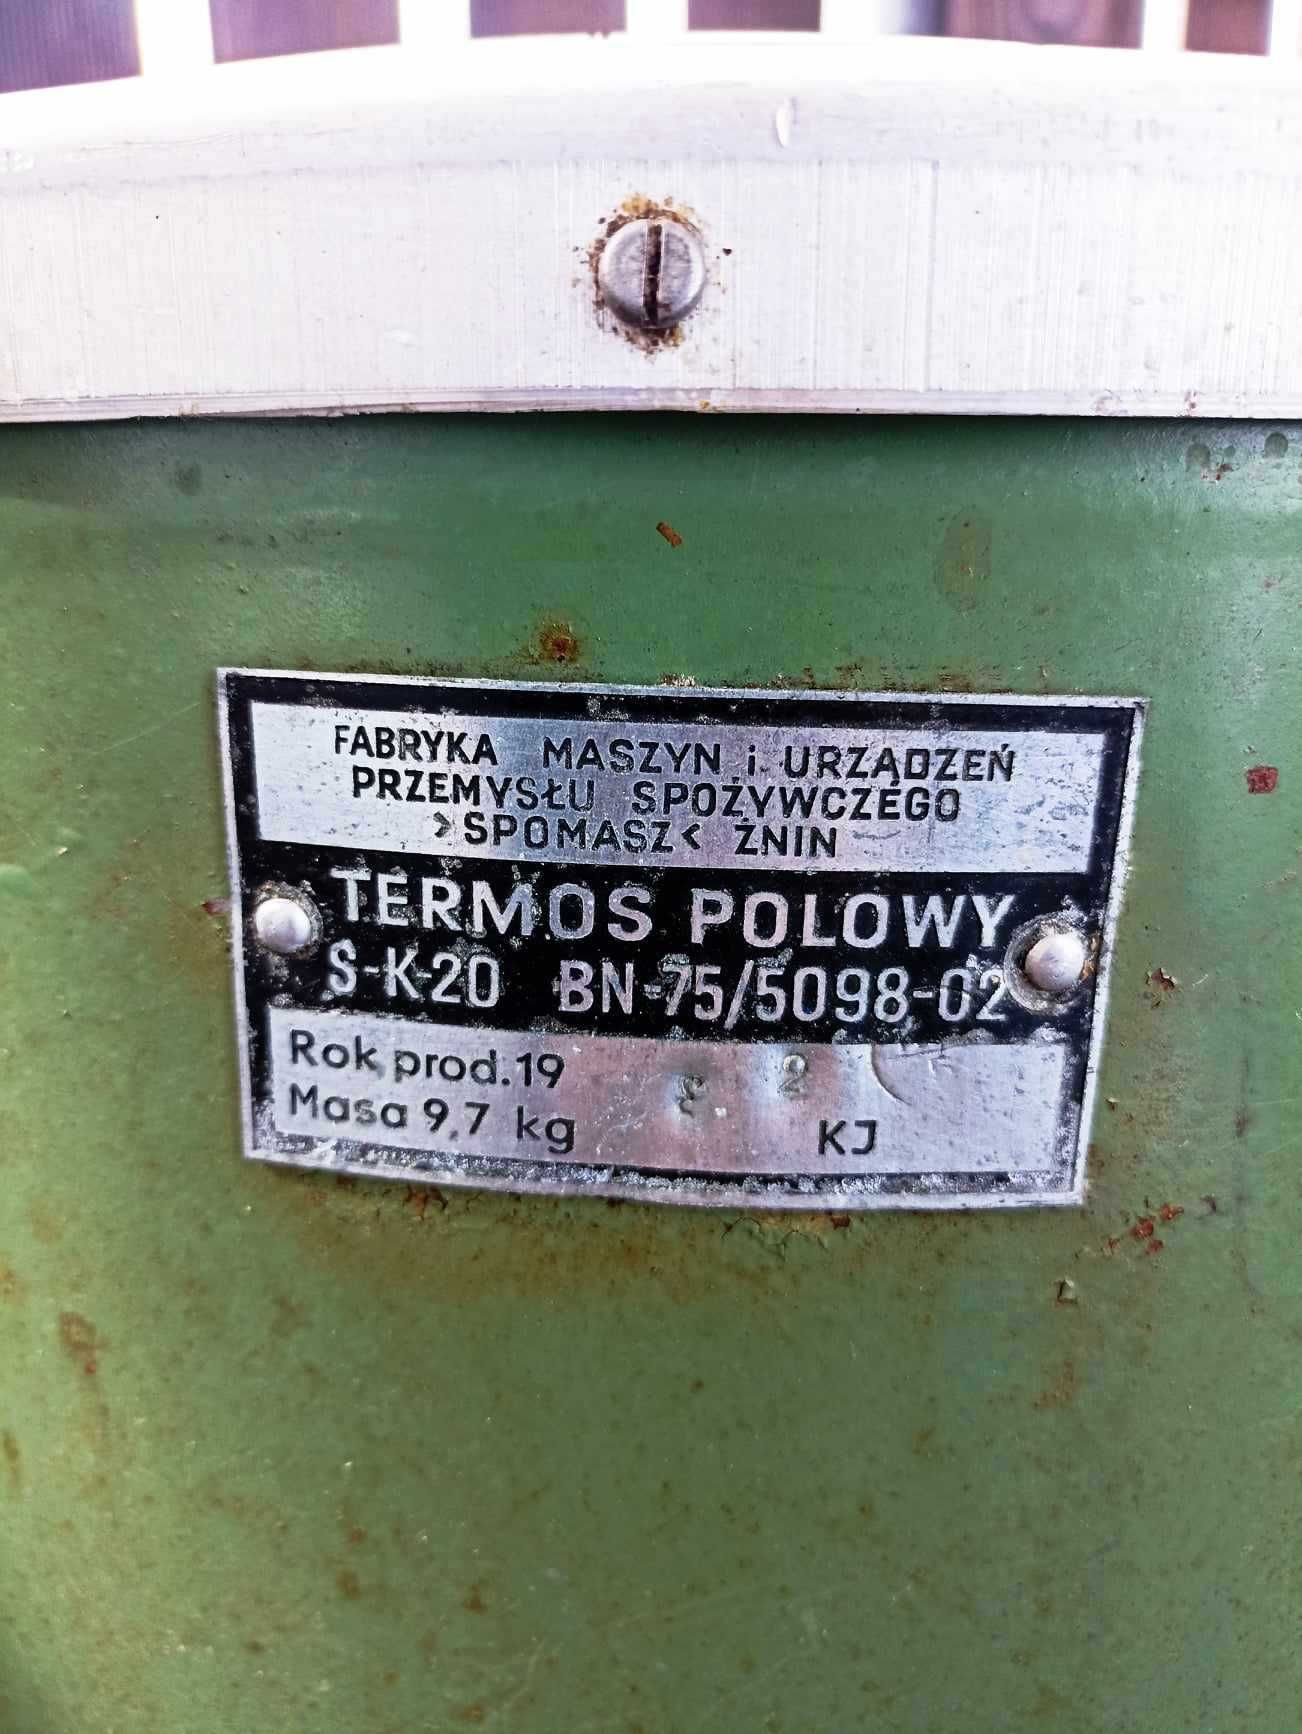 FABRYKA MASZYN i URZĄDZEŃ
PRZEMYSŁU SPOŻYWCZEGO
>SPOMASZ< ŻNIN
TERMOS POLOWY
S-K-20 BN-75/5098-02
Rok prod.19 2
Masa 9,7 kg KJ